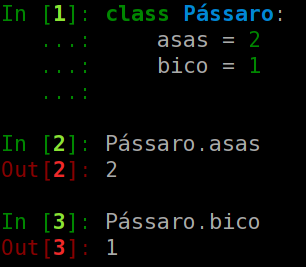 In [1]: class Pássaro:
   ...:     asas = 2
   ...:     bico = 1
   ...:
In [2]: Pássaro.asas
Out[2]: 2
In [3]: Pássaro.bico
Out[3]: 1